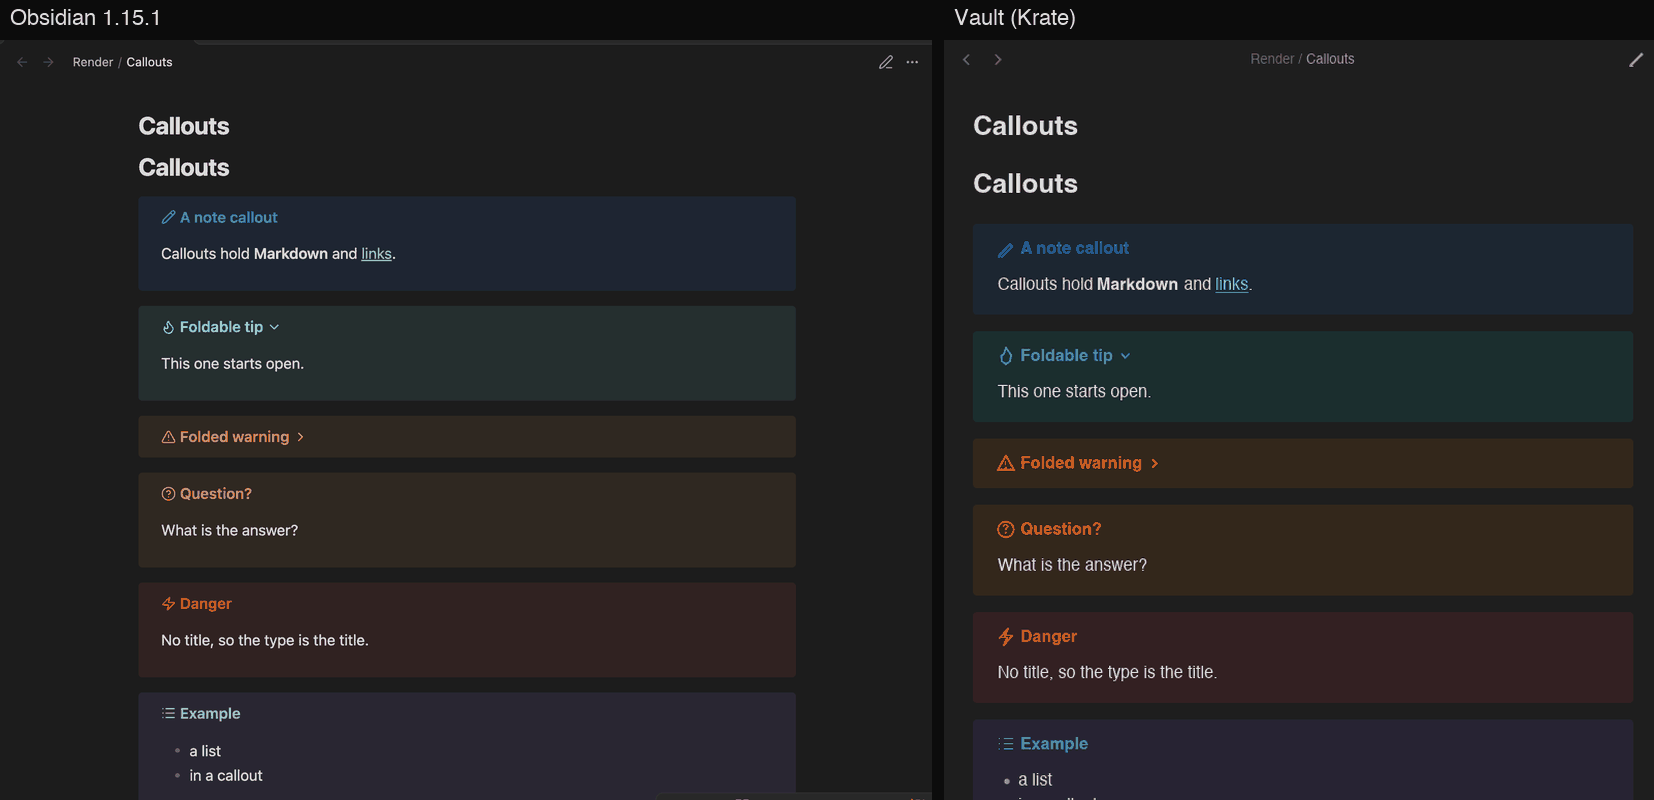 Obsidian 1.15.1
Render / Callouts
Callouts
Callouts
A note callout
Callouts hold Markdown and links.
Foldable tip
This one starts open.
Folded warning
Question?
What is the answer?
Danger
No title, so the type is the title.
Example
a list
in a callout
Vault (Krate)
Render / Callouts
Callouts
Callouts
A note callout
Callouts hold Markdown and links.
Foldable tip
This one starts open.
Folded warning
Question?
What is the answer?
Danger
No title, so the type is the title.
Example
a list